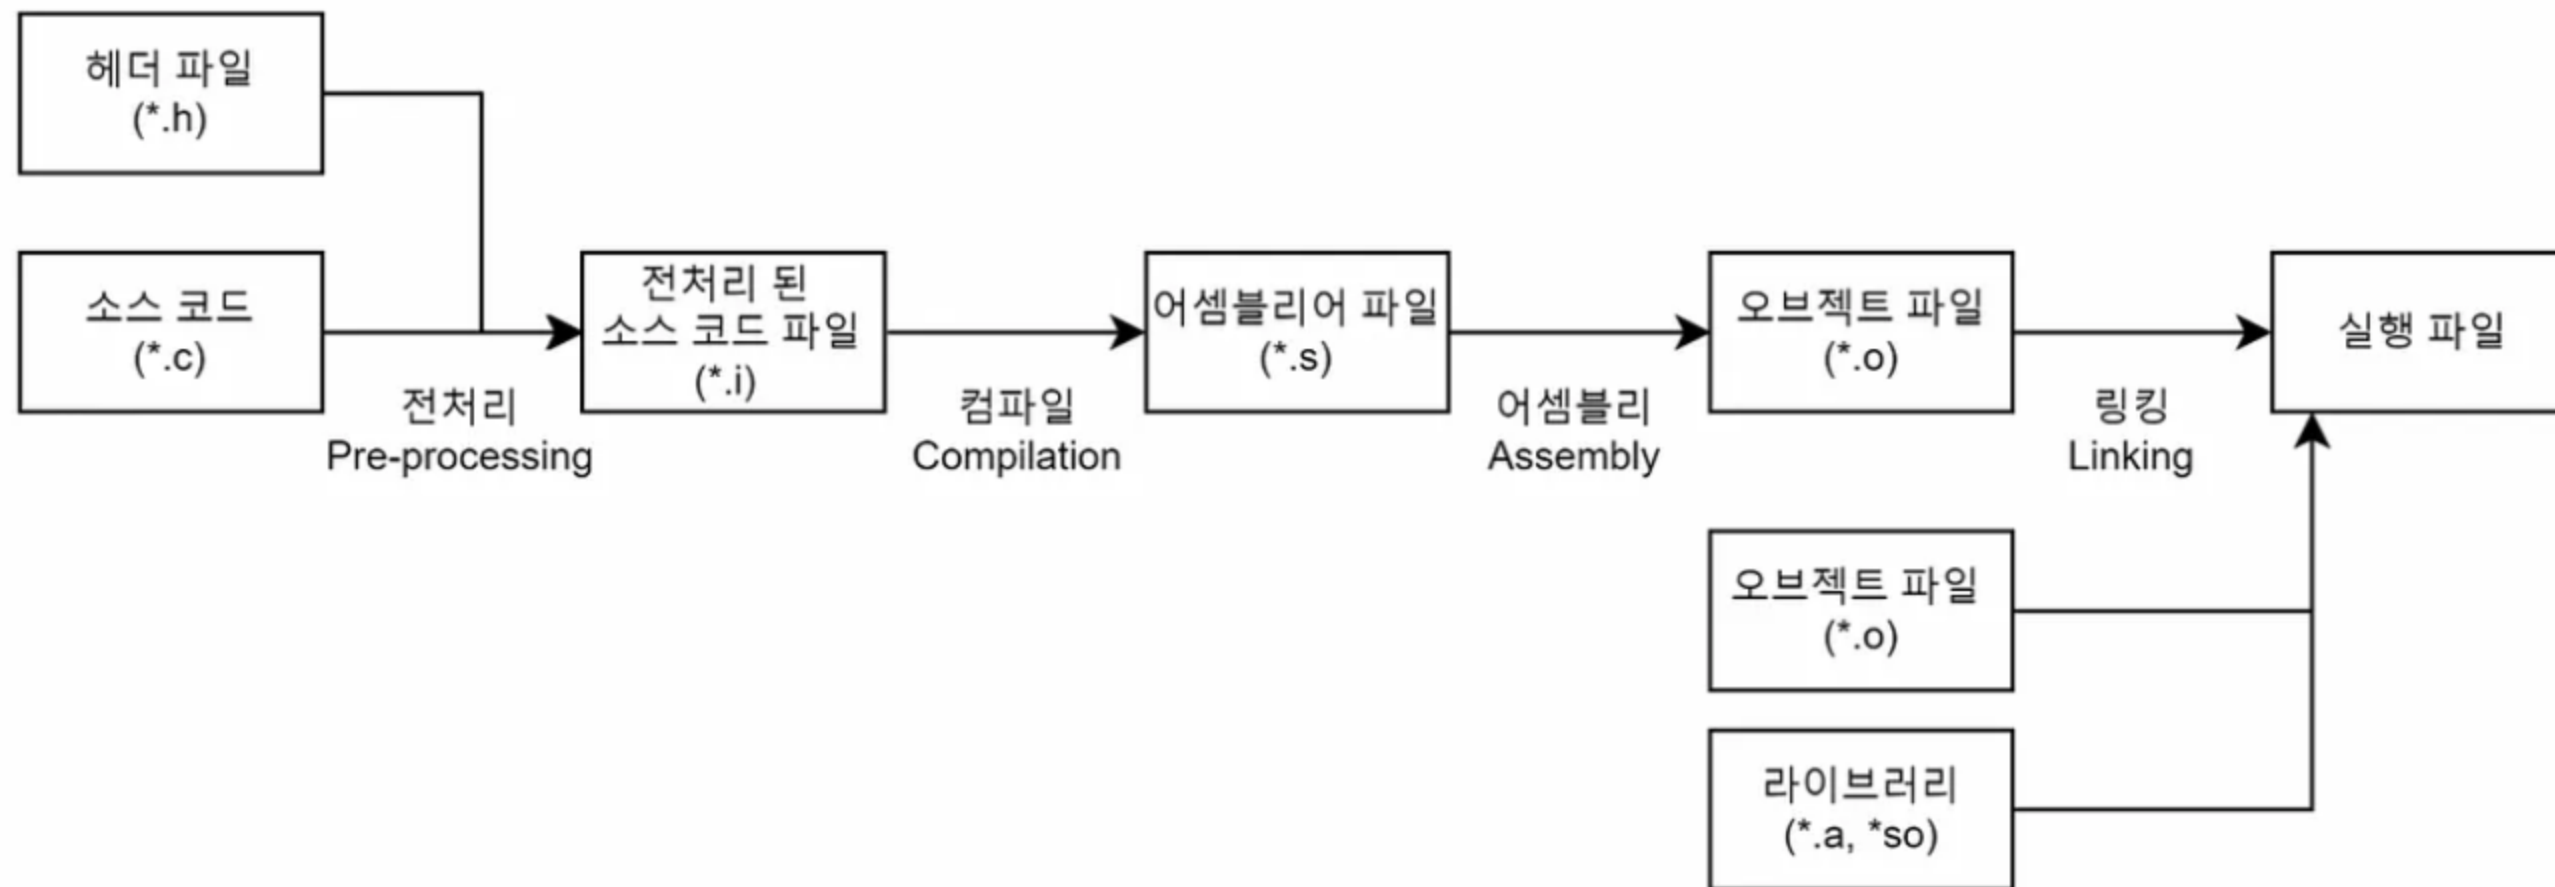 헤더 파일
(*.h)
소스 코드
(*.c)
전처리
Pre-processing
전처리 된
소스 코드 파일
(*.i)
컴파일
Compilation
어셈블리어 파일
(*.s)
어셈블리
Assembly
오브젝트 파일
(*.o)
링킹
Linking
실행 파일
오브젝트 파일
(*.o)
라이브러리
(*.a, *so)